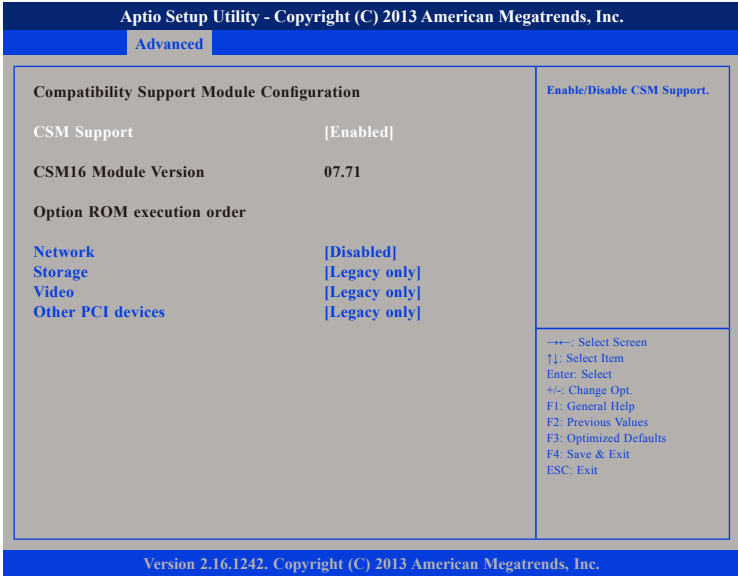 Aptio Setup Utility - Copyright (C) 2013 American Megatrends, Inc.
Advanced
Compatibility Support Module Configuration
CSM Support [Enabled]
CSM16 Module Version 07.71
Option ROM execution order
Network [Disabled]
Storage [Legacy only]
Video [Legacy only]
Other PCI devices [Legacy only]
Enable/Disable CSM Support.
→←: Select Screen
↑↓: Select Item
Enter: Select
+/-: Change Opt.
F1: General Help
F2: Previous Values
F3: Optimized Defaults
F4: Save & Exit
ESC: Exit
Version 2.16.1242. Copyright (C) 2013 American Megatrends, Inc.